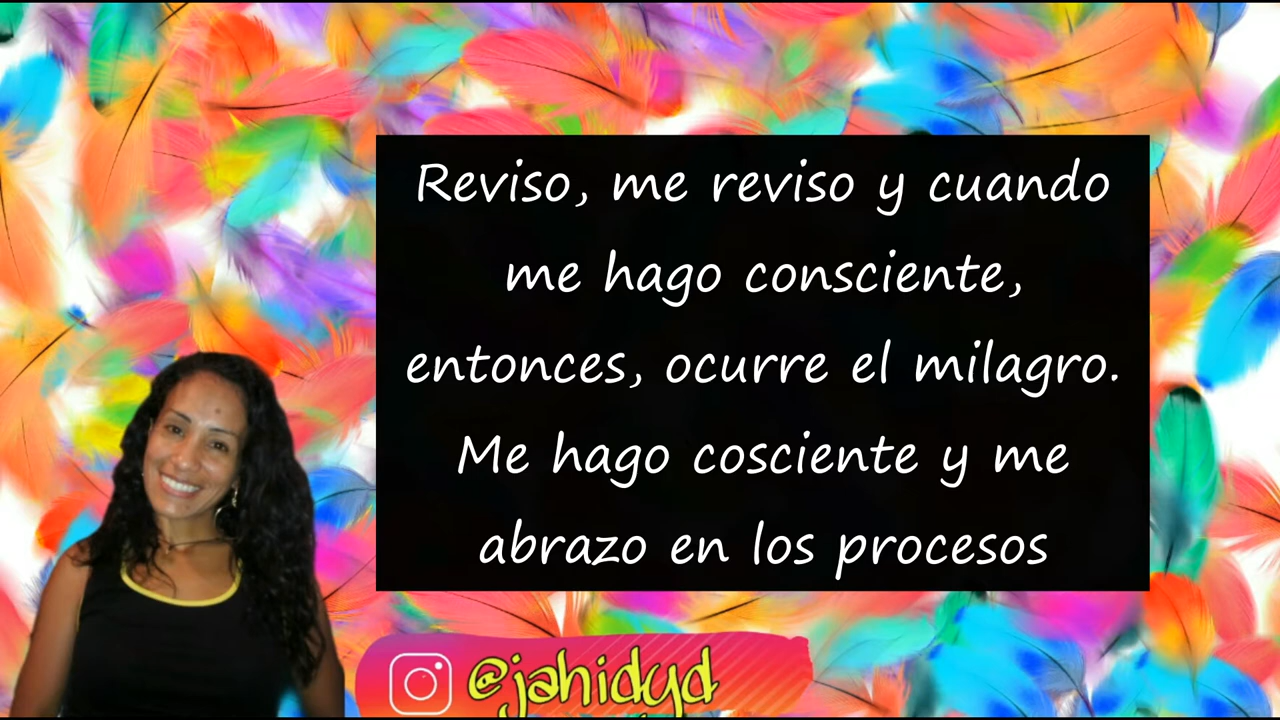 Reviso, me reviso y cuando
me hago consciente,
entonces, ocurre el milagro.
Me hago cosciente y me
abrazo en los procesos
@jahidyd